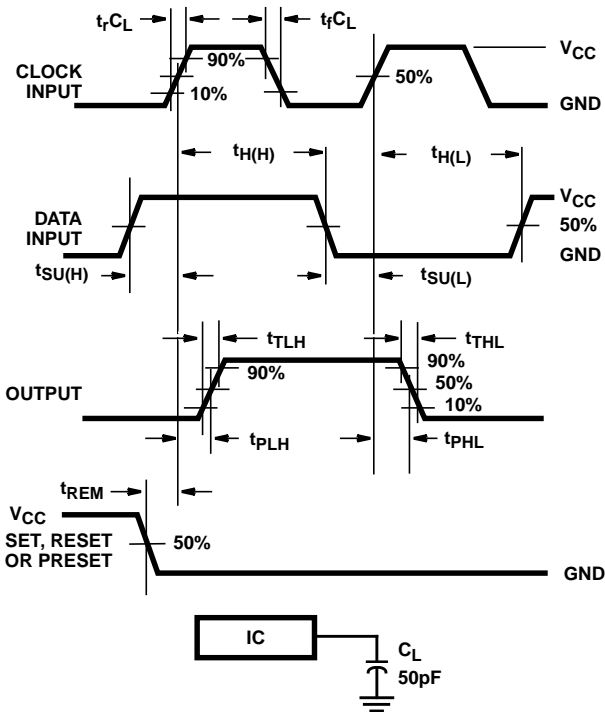 trCL
tfCL
CLOCK
INPUT
90%
10%
50%
VCC
GND
tH(H)
tH(L)
DATA
INPUT
VCC
50%
GND
tSU(H)
tSU(L)
tTLH
tTHL
OUTPUT
90%
90%
50%
10%
tPLH
tPHL
tREM
VCC
SET, RESET
OR PRESET
50%
GND
IC
CL
50pF